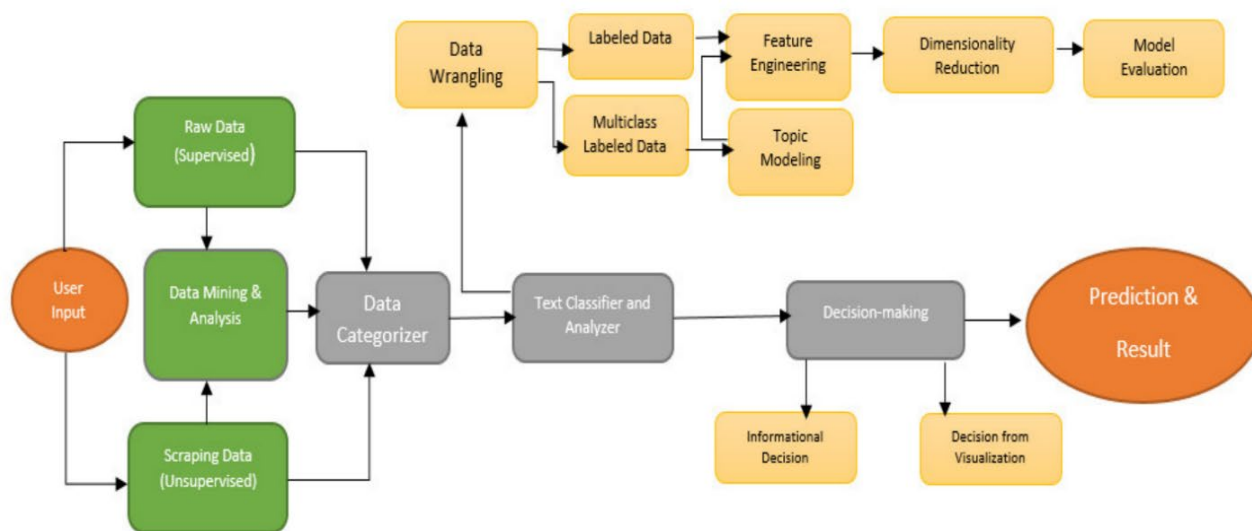 Data
Wrangling
Labeled Data
Feature
Engineering
Dimensionality
Reduction
Model
Evaluation
Multiclass
Labeled Data
Topic
Modeling
Raw Data
(Supervised)
User
Input
Data Mining &
Analysis
Data
Categorizer
Text Classifier and
Analyzer
Decision-making
Prediction &
Result
Scraping Data
(Unsupervised)
Informational
Decision
Decision from
Visualization